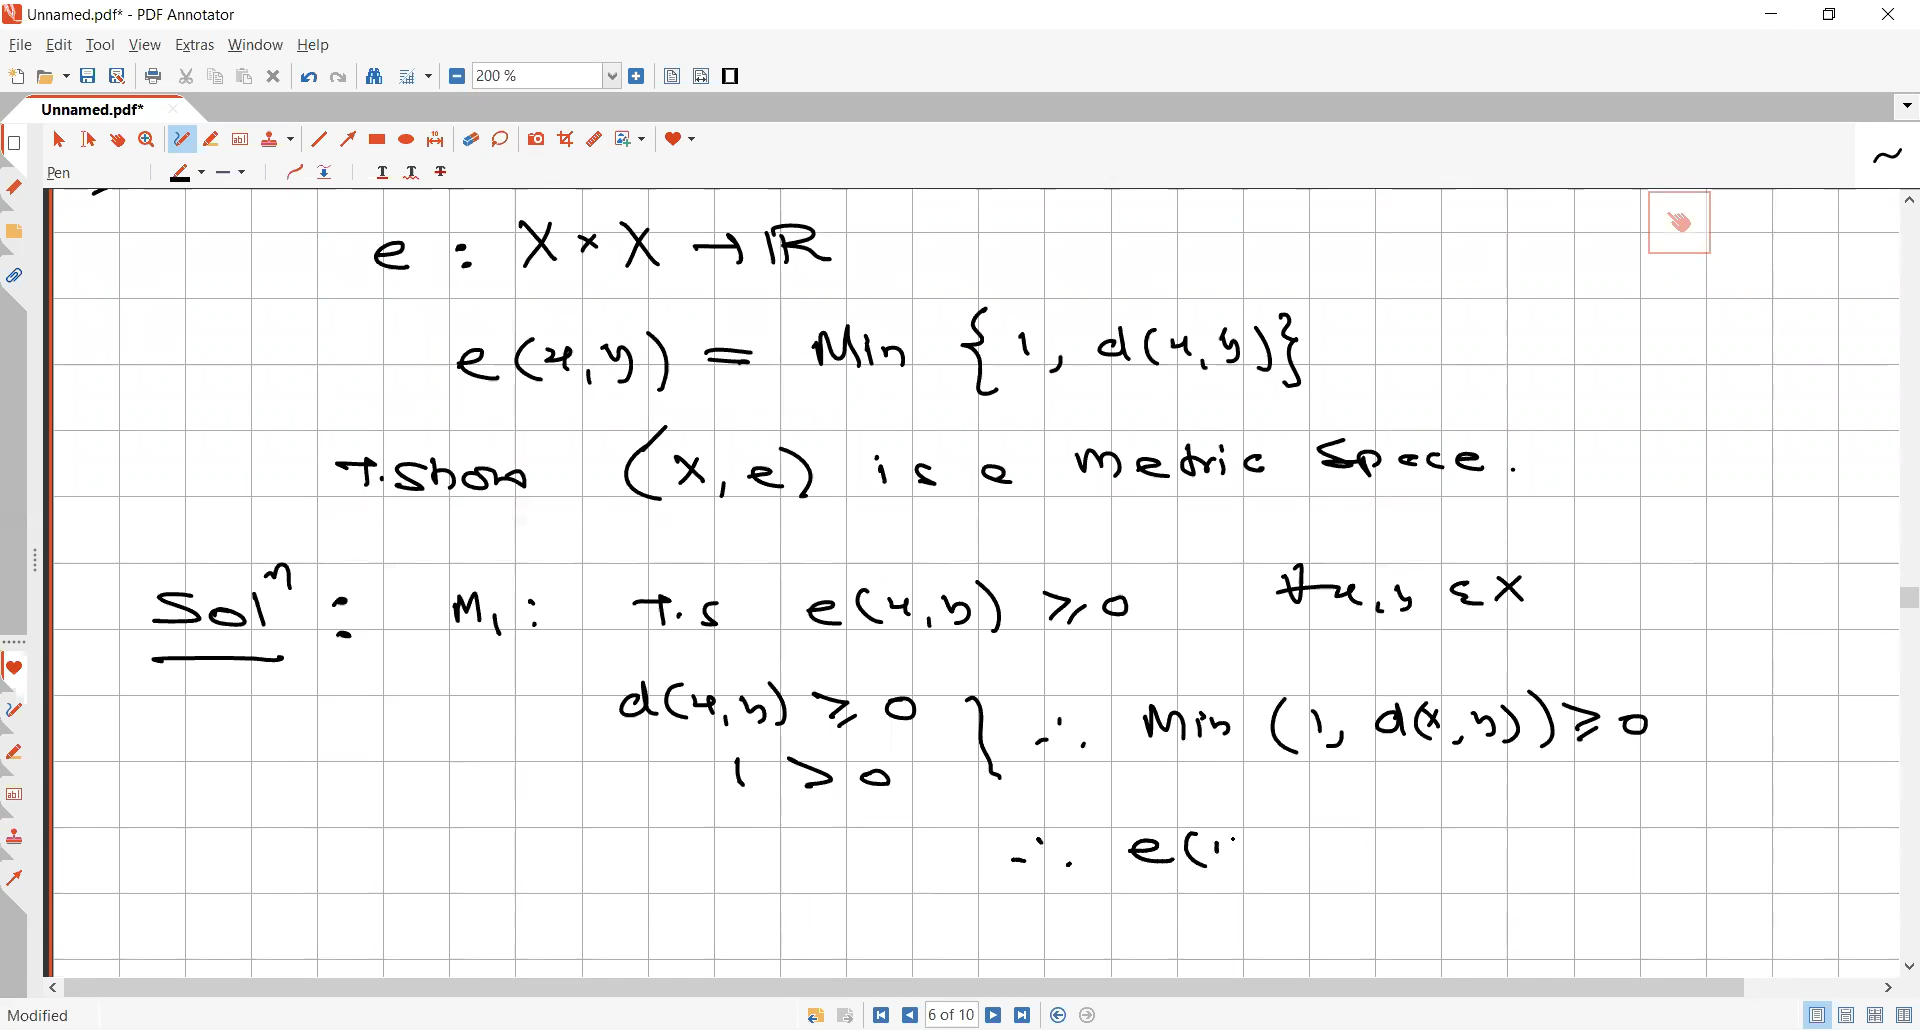 Unnamed.pdf* - PDF Annotator
File Edit Tool View Extras Window Help
200 %
Unnamed.pdf*
Pen
e : X × X → ℝ
e(x,y) = Min {1, d(x,y)}
T.Show (X, e) is a metric space.
Solⁿ : M₁ : T.S e(x,y) ≥ 0 ∀x,y ∈ X
d(x,y) ≥ 0
1 > 0
∴ Min (1, d(x,y)) ≥ 0
∴ e(
Modified
6 of 10